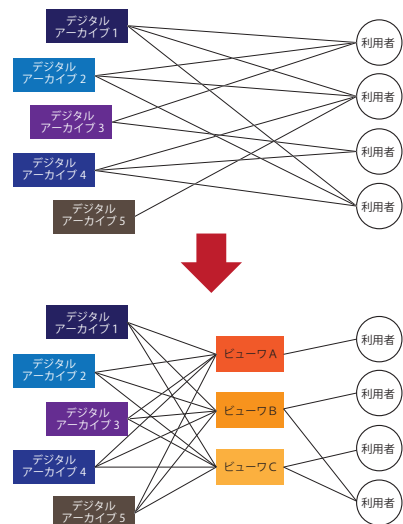 デジタル
アーカイブ 1
デジタル
アーカイブ 2
デジタル
アーカイブ 3
デジタル
アーカイブ 4
デジタル
アーカイブ 5
利用者
利用者
利用者
利用者
デジタル
アーカイブ 1
デジタル
アーカイブ 2
デジタル
アーカイブ 3
デジタル
アーカイブ 4
デジタル
アーカイブ 5
ビューワ A
ビューワ B
ビューワ C
利用者
利用者
利用者
利用者